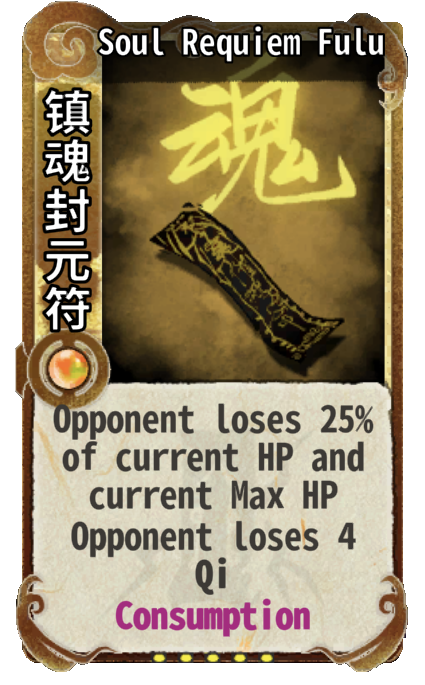 Soul Requiem Fulu
镇魂封元符
魂
Opponent loses 25%
of current HP and
current Max HP
Opponent loses 4
Qi
Consumption